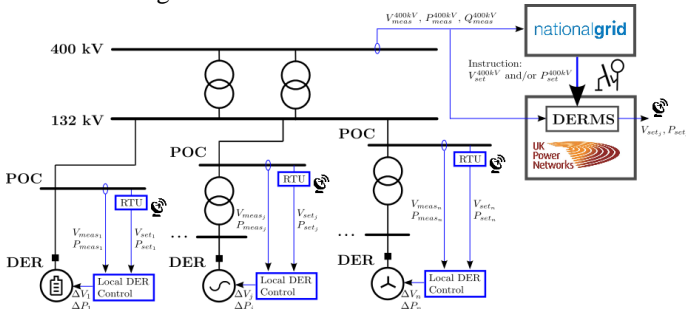 V_meas^400kV, P_meas^400kV, Q_meas^400kV
nationalgrid
400 kV
Instruction:
V_set^400kV and/or P_set^400kV
DERMS
V_set_j, P_set
UK
Power
Networks
132 kV
POC
RTU
POC
RTU
POC
RTU
V_meas_1
P_meas_1
V_set_1
P_set_1
V_meas_j
P_meas_j
V_set_j
P_set_j
V_meas_n
P_meas_n
V_set_n
P_set_n
...
...
DER
Local DER
Control
ΔV_1
ΔP_1
DER
Local DER
Control
ΔV_j
ΔP_j
DER
Local DER
Control
ΔV_n
ΔP_n